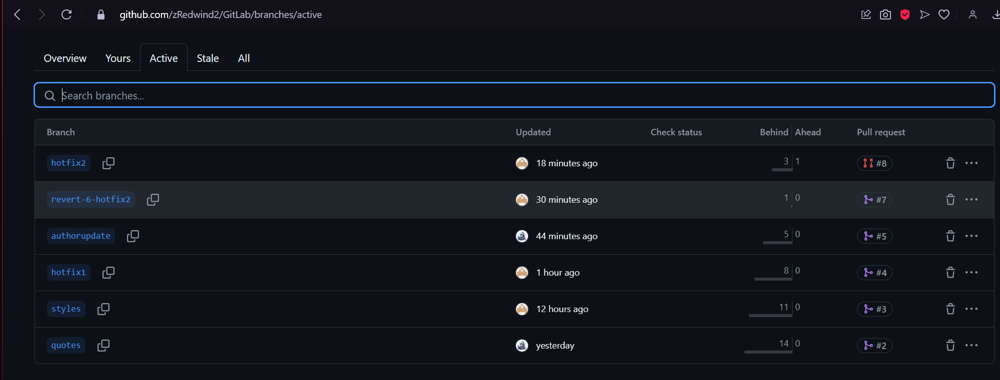 github.com/zRedwind2/GitLab/branches/active
Overview Yours Active Stale All
Search branches...
Branch Updated Check status Behind Ahead Pull request
hotfix2 18 minutes ago 3 1 #8
revert-6-hotfix2 30 minutes ago 1 0 #7
authorupdate 44 minutes ago 5 0 #5
hotfix1 1 hour ago 8 0 #4
styles 12 hours ago 11 0 #3
quotes yesterday 14 0 #2